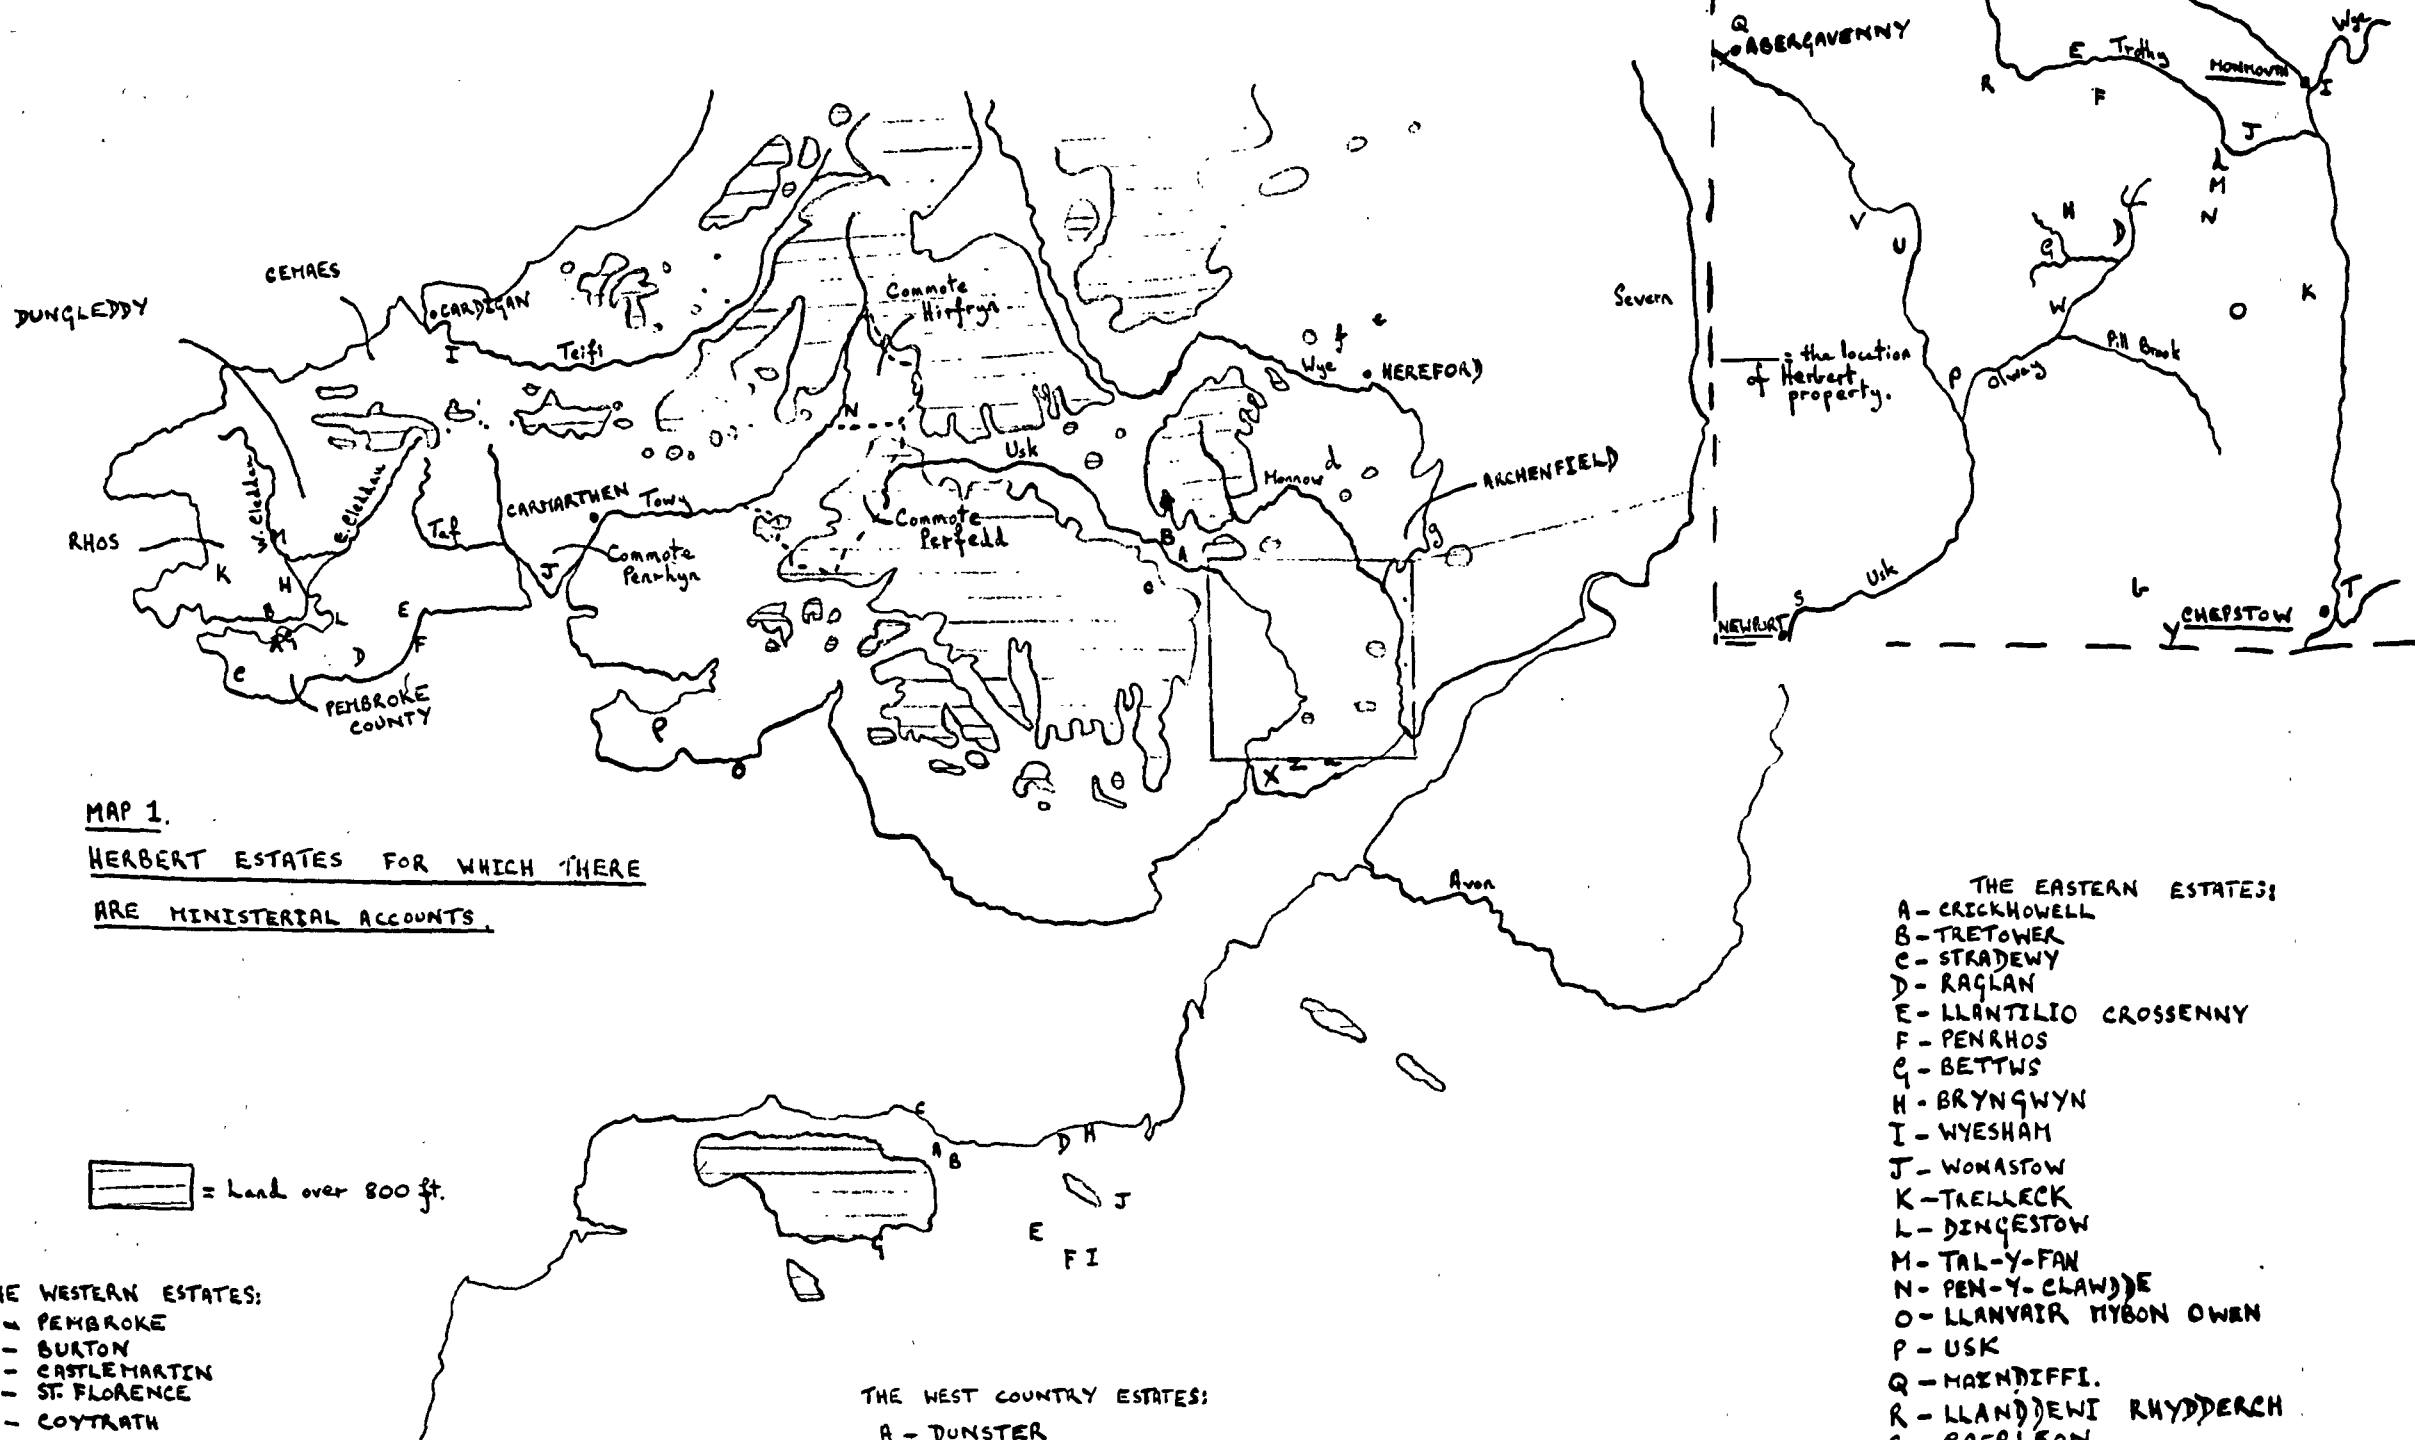 Q
ABERGAVENNY
E Trothy
Wye
MONMOUTH
I
R
F
J
L
M
N
H
D
G
V
U
K
O
W
Pill Brook
Olway
P
= the location
of Herbert
property.
Usk
S
NEWPORT
T
CHEPSTOW
Y
Severn
DUNGLEDDY
CEMAES
CARDIGAN
I
Teifi
Commote
Hirfryn
N
f
e
Wye
HEREFORD
Usk
Monnow
d
ARCHENFIELD
g
W. Cleddau
E. Cleddau
M
Taf
CARMARTHEN
Towy
Commote
Perfedd
Commote
Penrhyn
J
RHOS
K
H
B
L
E
F
A
G
D
C
PEMBROKE
COUNTY
B
A
C
P
O
X
Z
a
MAP 1.
HERBERT ESTATES FOR WHICH THERE
ARE MINISTERIAL ACCOUNTS.
Avon
C
A
B
D
H
J
E
F I
G
= Land over 800 ft.
HE WESTERN ESTATES:
- PEMBROKE
- BURTON
- CASTLEMARTIN
- ST. FLORENCE
- COYTRATH
THE WEST COUNTRY ESTATES:
A - DUNSTER
THE EASTERN ESTATES:
A - CRICKHOWELL
B - TRETOWER
C - STRADEWY
D - RAGLAN
E - LLANTILIO CROSSENNY
F - PENRHOS
G - BETTWS
H - BRYNGWYN
I - WYESHAM
J - WONASTOW
K - TRELLECK
L - DINGESTOW
M - TAL-Y-FAN
N - PEN-Y-CLAWDDE
O - LLANVAIR MYBON OWEN
P - USK
Q - MAINDIFFI.
R - LLANDDEWI RHYDDERCH